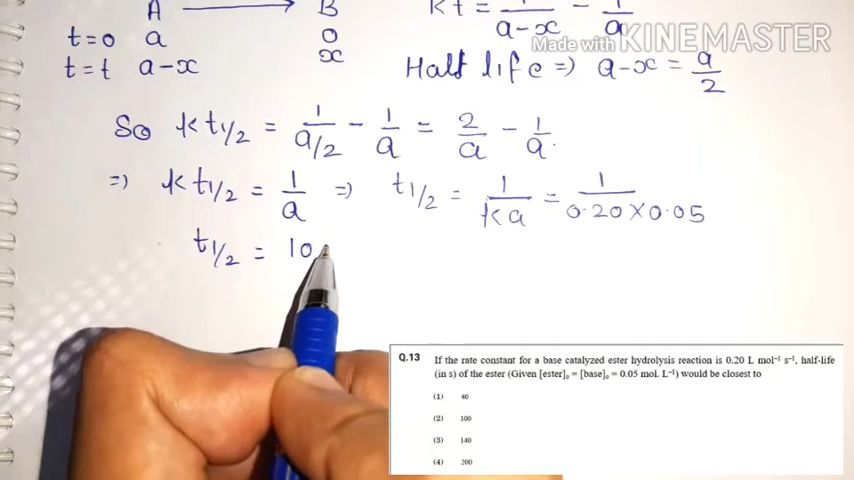 A ⟶ B kt = 1/(a-x) - 1/a
t=0 a 0
t=t a-x x
Made with KINEMASTER
Half life ⇒ a-x = a/2
So kt1/2 = 1/(a/2) - 1/a = 2/a - 1/a.
⇒ kt1/2 = 1/a ⇒ t1/2 = 1/ka = 1/(0.20×0.05)
t1/2 = 10
Q.13 If the rate constant for a base catalyzed ester hydrolysis reaction is 0.20 L mol⁻¹ s⁻¹, half-life
(in s) of the ester (Given [ester]₀ = [base]₀ = 0.05 mol. L⁻¹) would be closest to
(1) 40
(2) 100
(3) 140
(4) 200